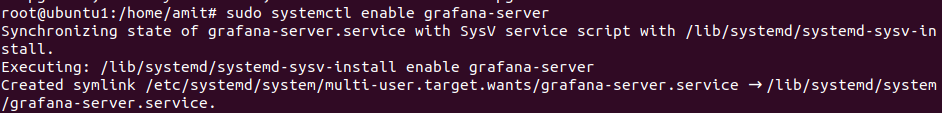 root@ubuntu1:/home/amit# sudo systemctl enable grafana-server
Synchronizing state of grafana-server.service with SysV service script with /lib/systemd/systemd-sysv-in
stall.
Executing: /lib/systemd/systemd-sysv-install enable grafana-server
Created symlink /etc/systemd/system/multi-user.target.wants/grafana-server.service → /lib/systemd/system
/grafana-server.service.